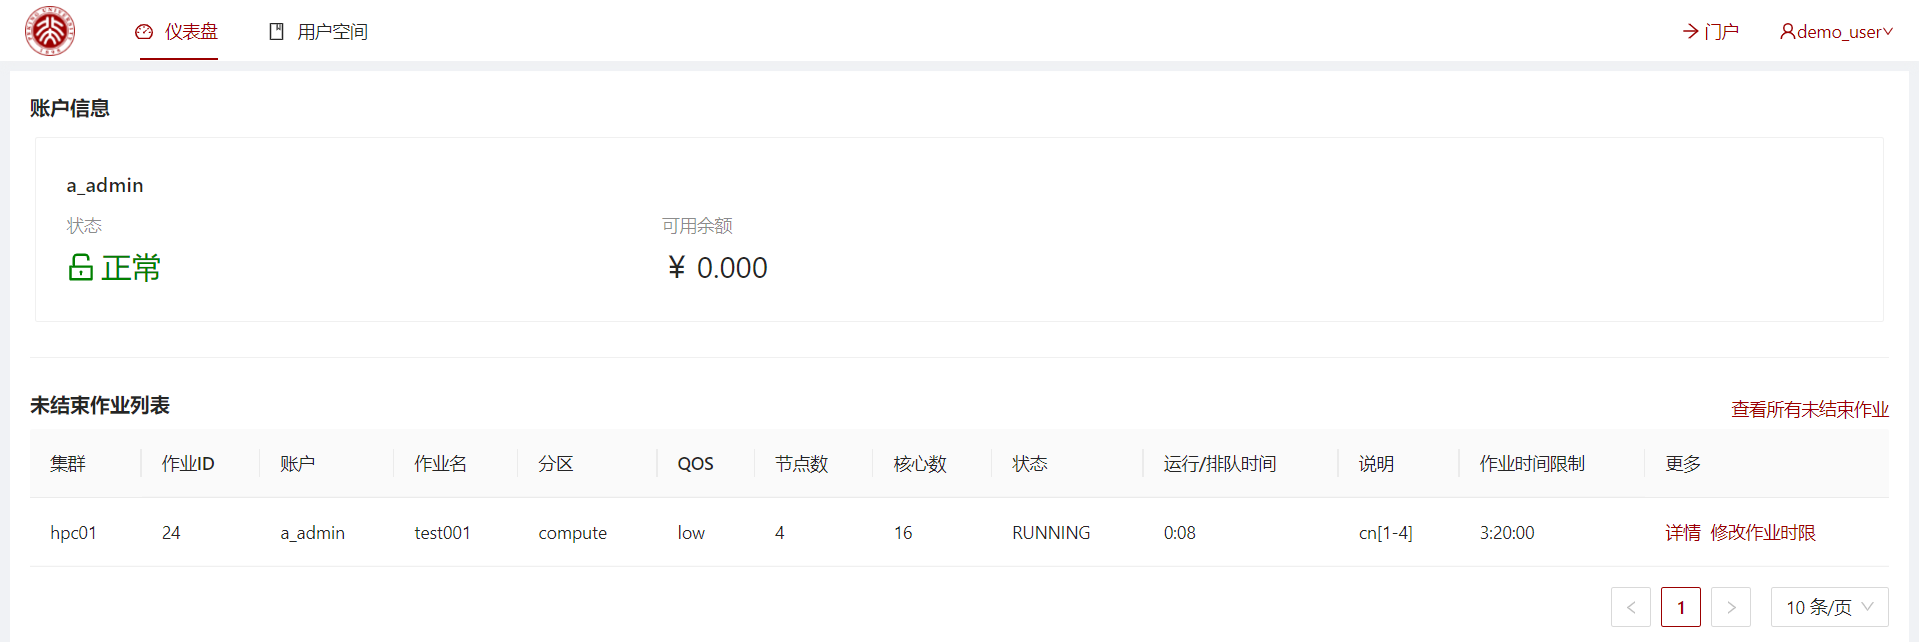 仪表盘 用户空间 门户 demo_user
账户信息
a_admin
状态 可用余额
正常 ¥ 0.000
未结束作业列表 查看所有未结束作业
集群 作业ID 账户 作业名 分区 QOS 节点数 核心数 状态 运行/排队时间 说明 作业时间限制 更多
hpc01 24 a_admin test001 compute low 4 16 RUNNING 0:08 cn[1-4] 3:20:00 详情 修改作业时限
< 1 > 10 条/页